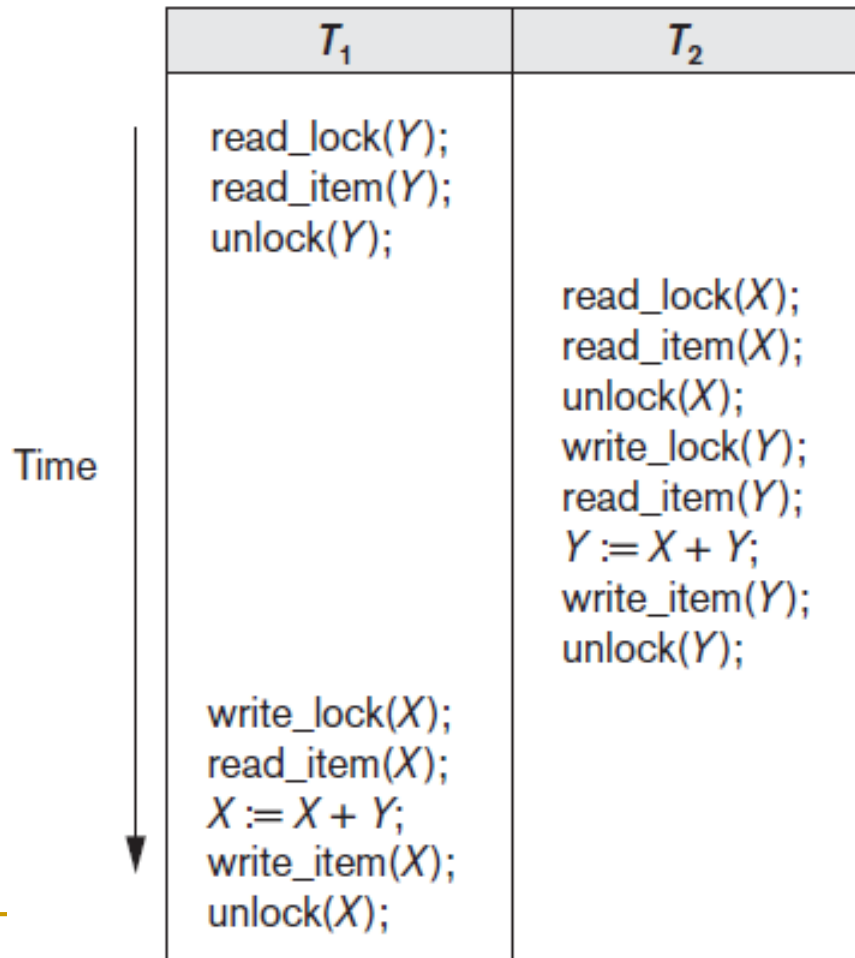 T1 T2
read_lock(Y);
read_item(Y);
unlock(Y);
read_lock(X);
read_item(X);
unlock(X);
write_lock(Y);
Time
read_item(Y);
Y := X + Y;
write_item(Y);
unlock(Y);
write_lock(X);
read_item(X);
X := X + Y;
write_item(X);
unlock(X);